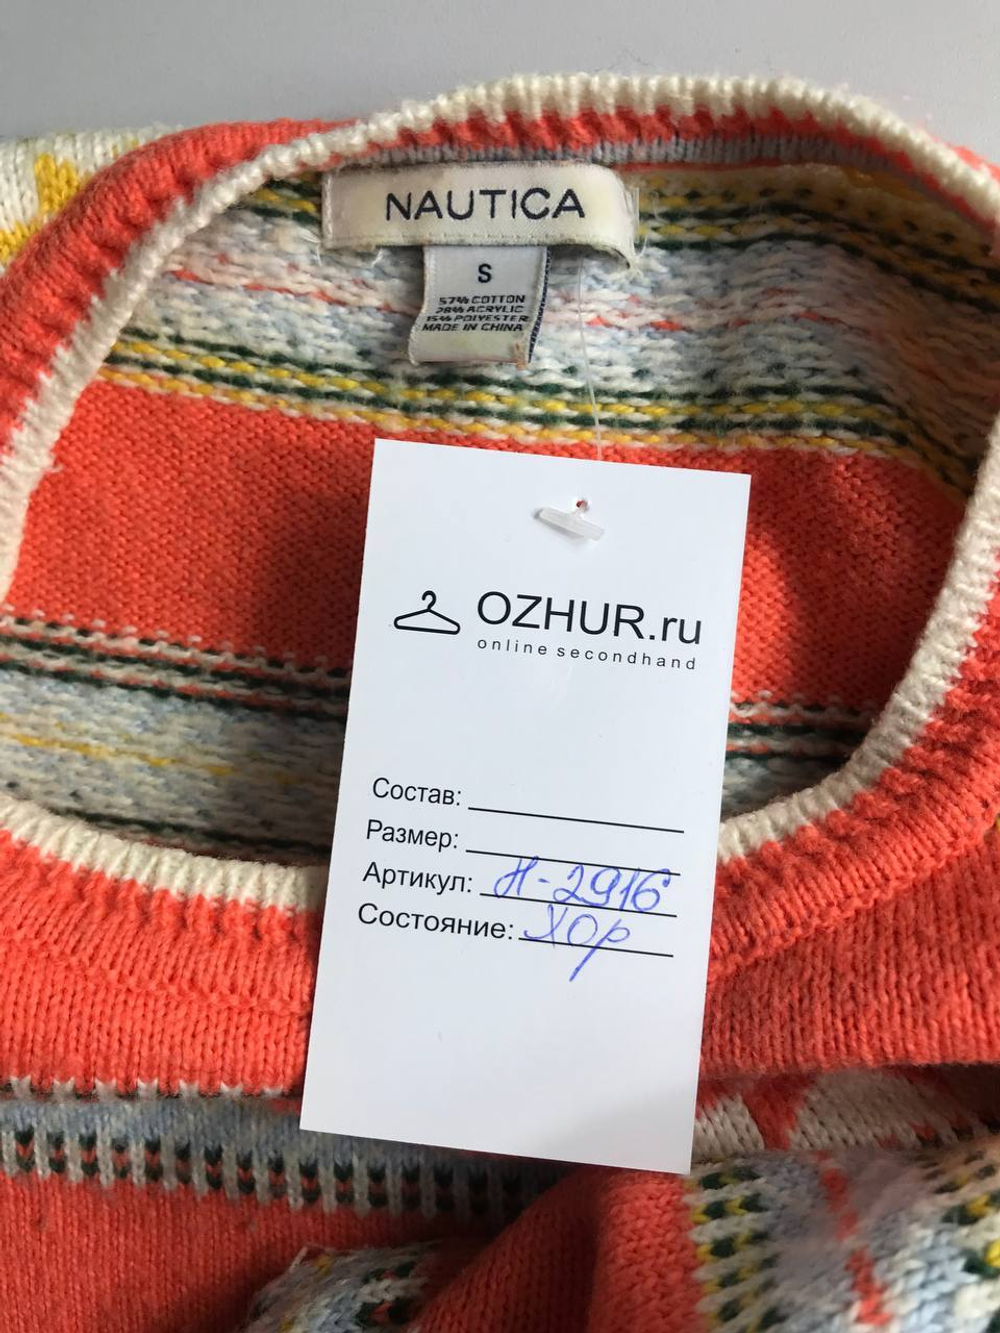 NAUTICA
S
57% COTTON
28% ACRYLIC
15% POLYESTER
MADE IN CHINA
OZHUR.ru
online secondhand
Состав:
Размер:
Артикул: Н-2916
Состояние: Хор